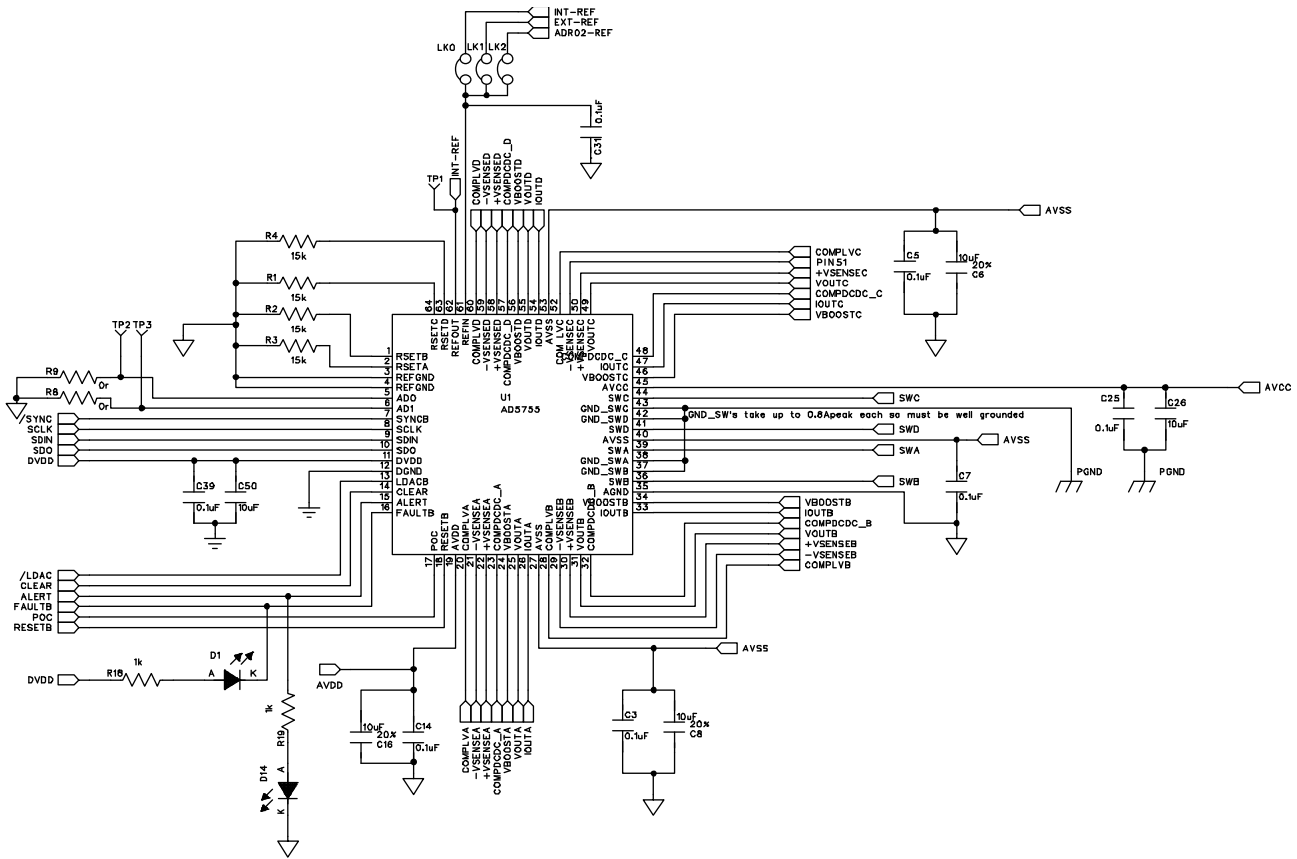 INT-REF
EXT-REF
ADR02-REF
LK0 LK1 LK2
0.1uF
C31
TP1
INT-REF
COMPLVD
-VSENSED
+VSENSED
COMPDCDC_D
VBOOSTD
VOUTD
IOUTD
AVSS
R4
15k
R1
15k
R2
15k
R3
15k
TP2 TP3
R9
0r
R8
0r
C5
0.1uF
10uF
20%
C6
COMPLVC
PIN51
+VSENSEC
VOUTC
COMPDCDC_C
IOUTC
VBOOSTC
64 RSETC
63 RSETD
62 REFOUT
61 REFIN
60 COMPLVD
59 -VSENSED
58 +VSENSED
57 COMPDCDC_D
56 VBOOSTD
55 VOUTD
54 IOUTD
53 AVSS
52 COM LVC
50 -VSENSEC
49 +VSENSEC
VOUTC
1 RSETB
2 RSETA
3 REFGND
4 REFGND
5 AD0
6 AD1
7 SYNCB
8 SCLK
9 SDIN
10 SDO
11 DVDD
12 DGND
13 LDACB
14 CLEAR
15 ALERT
16 FAULTB
U1
AD5755
COMPDCDC_C 48
IOUTC 47
VBOOSTC 46
AVCC 45
SWC 44
GND_SWC 43
GND_SWD 42
SWD 41
AVSS 40
SWA 39
GND_SWA 38
GND_SWB 37
SWB 36
AGND 35
VBOOSTB 34
IOUTB 33
17 POC
18 RESETB
19 AVDD
20 COMPLVA
21 -VSENSEA
22 +VSENSEA
23 COMPDCDC_A
24 VBOOSTA
25 VOUTA
26 IOUTA
27 AVSS
28 COMPLVB
29 -VSENSEB
30 +VSENSEB
31 VOUTB
32 COMPDCDC_B
/SYNC
SCLK
SDIN
SDO
DVDD
C39
0.1uF
C50
10uF
/LDAC
CLEAR
ALERT
FAULTB
POC
RESETB
AVCC
C25
0.1uF
C26
10uF
SWC
GND_SW's take up to 0.8Apeak each so must be well grounded
SWD
AVSS
SWA
SWB
C7
0.1uF
PGND
PGND
VBOOSTB
IOUTB
COMPDCDC_B
VOUTB
+VSENSEB
-VSENSEB
COMPLVB
AVSS
DVDD
R18
1k
D1
A K
1k
R19
D14
A
K
AVDD
10uF
20%
C16
C14
0.1uF
COMPLVA
-VSENSEA
+VSENSEA
COMPDCDC_A
VBOOSTA
VOUTA
IOUTA
C3
0.1uF
10uF
20%
C8